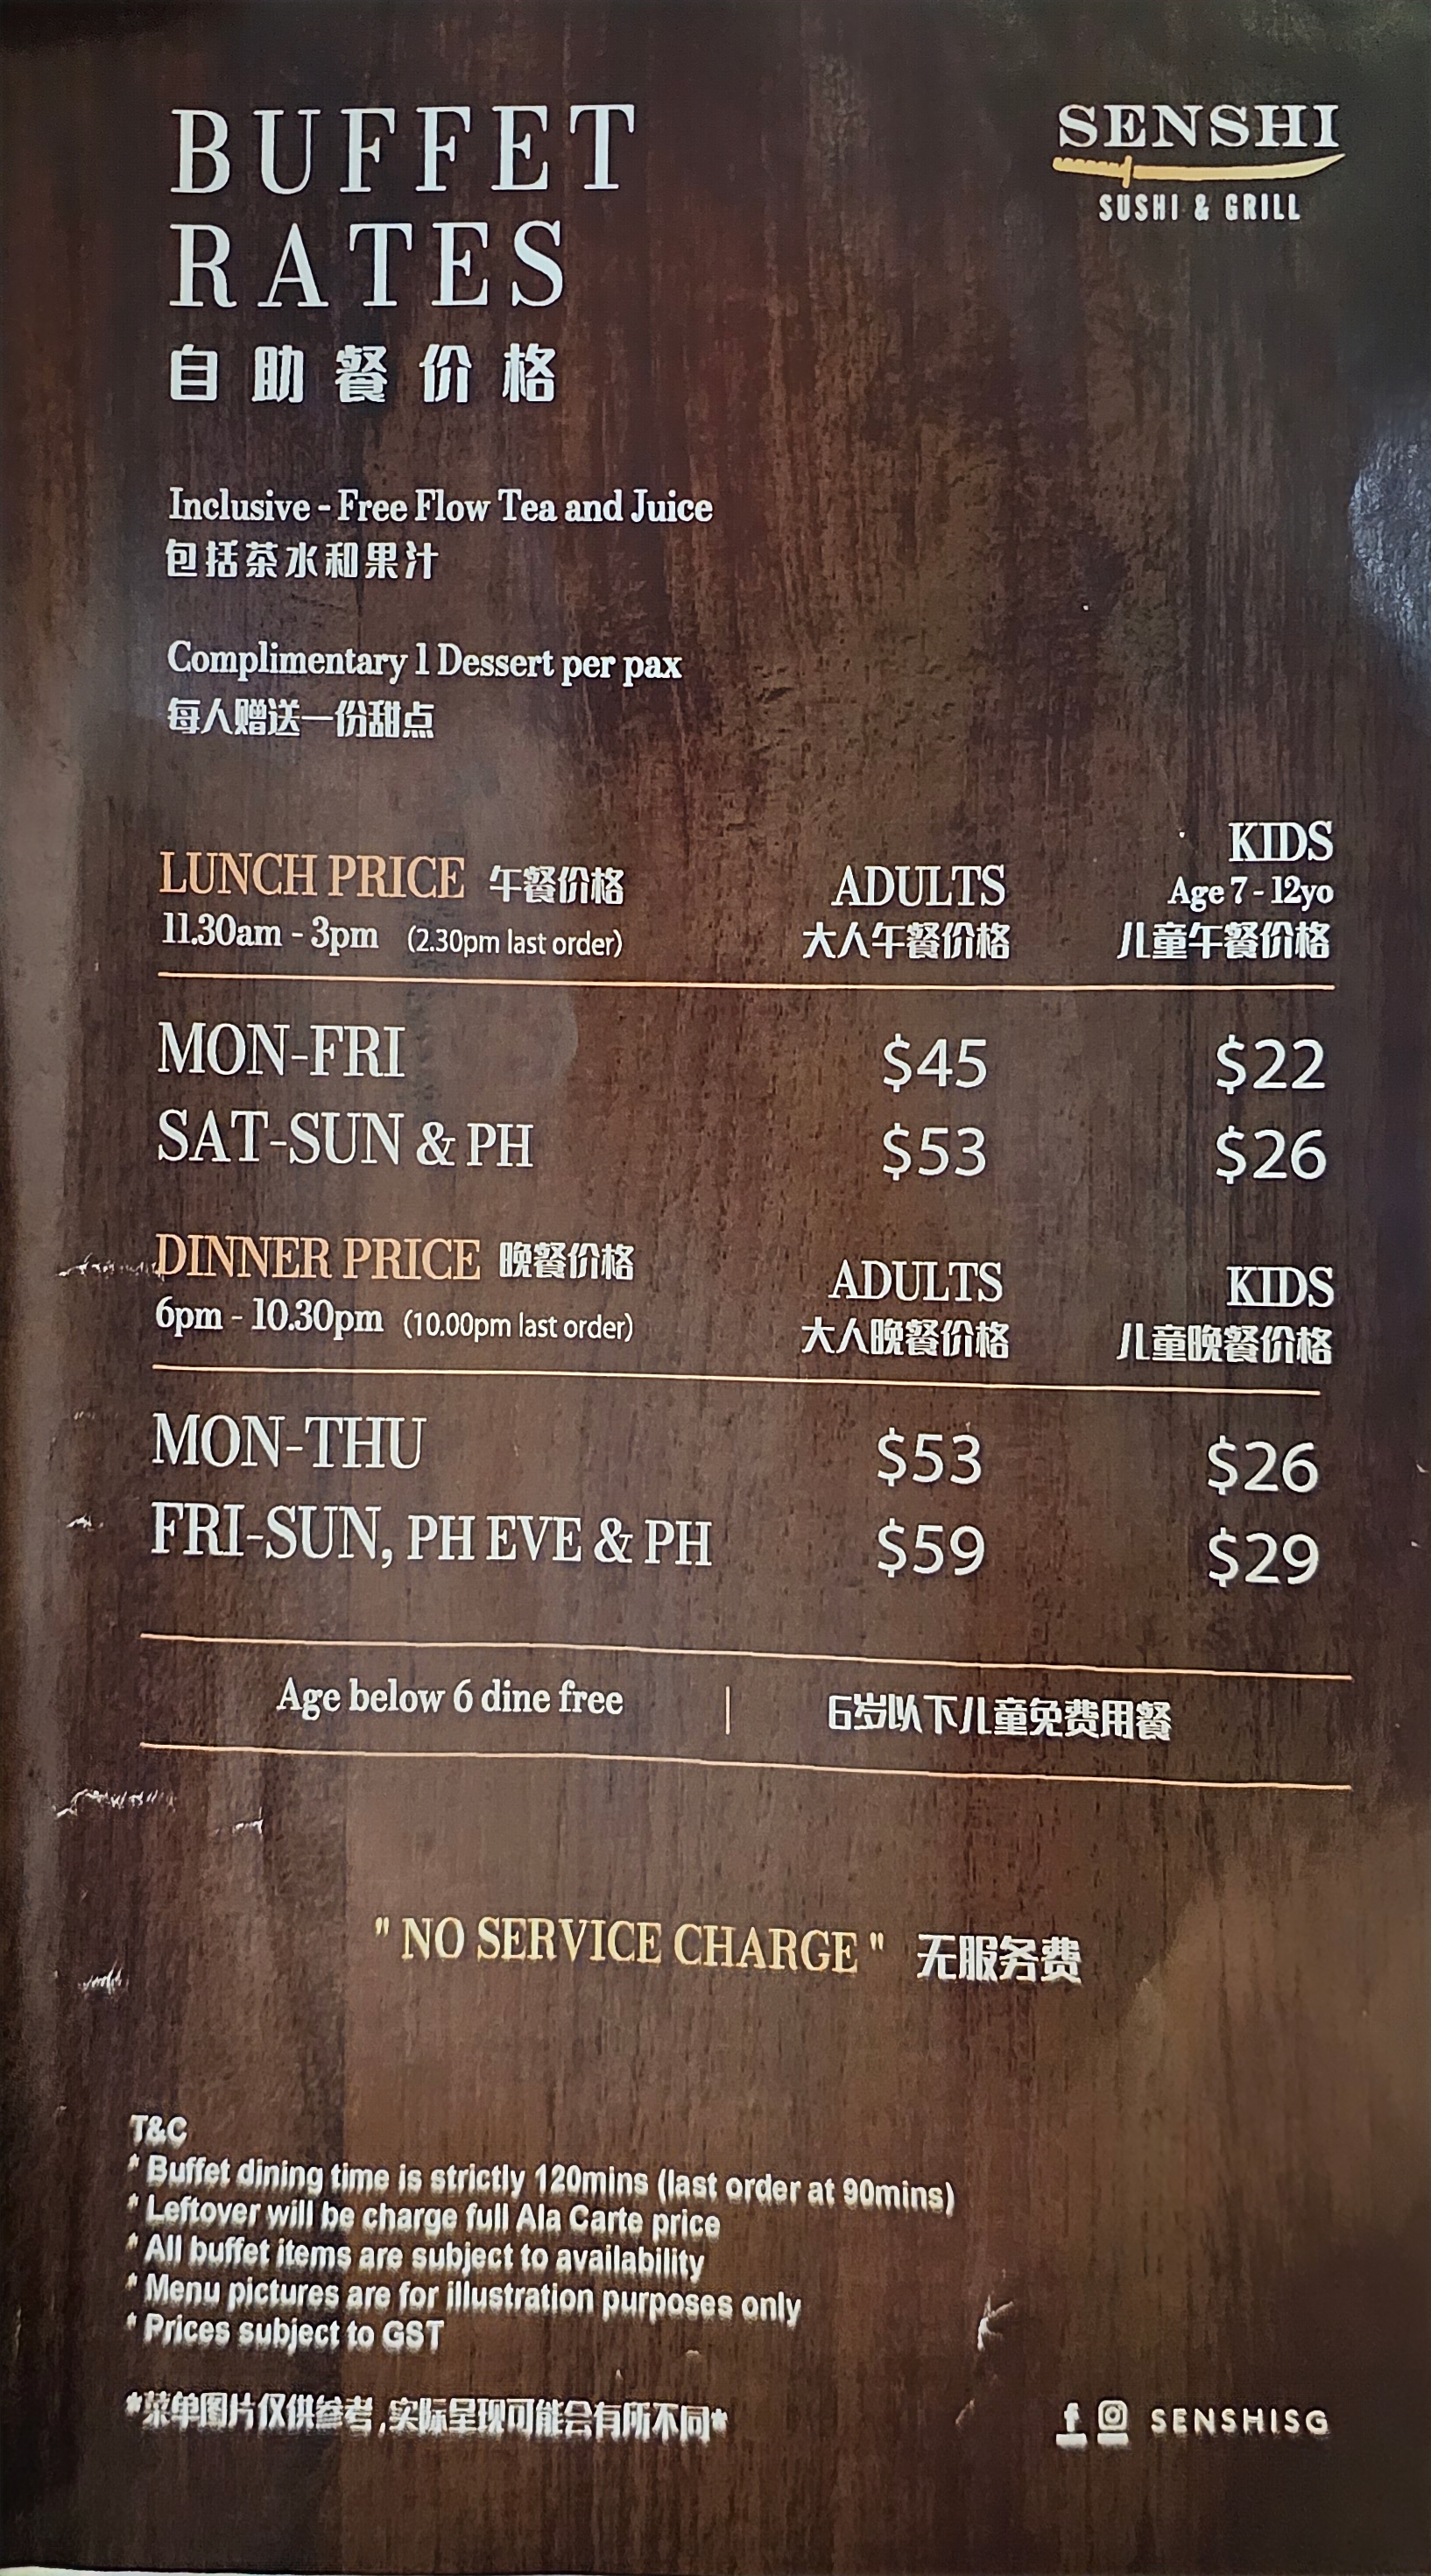 BUFFET
RATES
自助餐价格
SENSHI
SUSHI & GRILL
Inclusive - Free Flow Tea and Juice
包括茶水和果汁
Complimentary 1 Dessert per pax
每人赠送一份甜点
LUNCH PRICE 午餐价格
11.30am - 3pm (2.30pm last order)
ADULTS
大人午餐价格
KIDS
Age 7 - 12yo
儿童午餐价格
MON-FRI $45 $22
SAT-SUN & PH $53 $26
DINNER PRICE 晚餐价格
6pm - 10.30pm (10.00pm last order)
ADULTS
大人晚餐价格
KIDS
儿童晚餐价格
MON-THU $53 $26
FRI-SUN, PH EVE & PH $59 $29
Age below 6 dine free | 6岁以下儿童免费用餐
" NO SERVICE CHARGE " 无服务费
T&C
* Buffet dining time is strictly 120mins (last order at 90mins)
* Leftover will be charge full Ala Carte price
* All buffet items are subject to availability
* Menu pictures are for illustration purposes only
* Prices subject to GST
*菜单图片仅供参考,实际呈现可能会有所不同*
SENSHISG